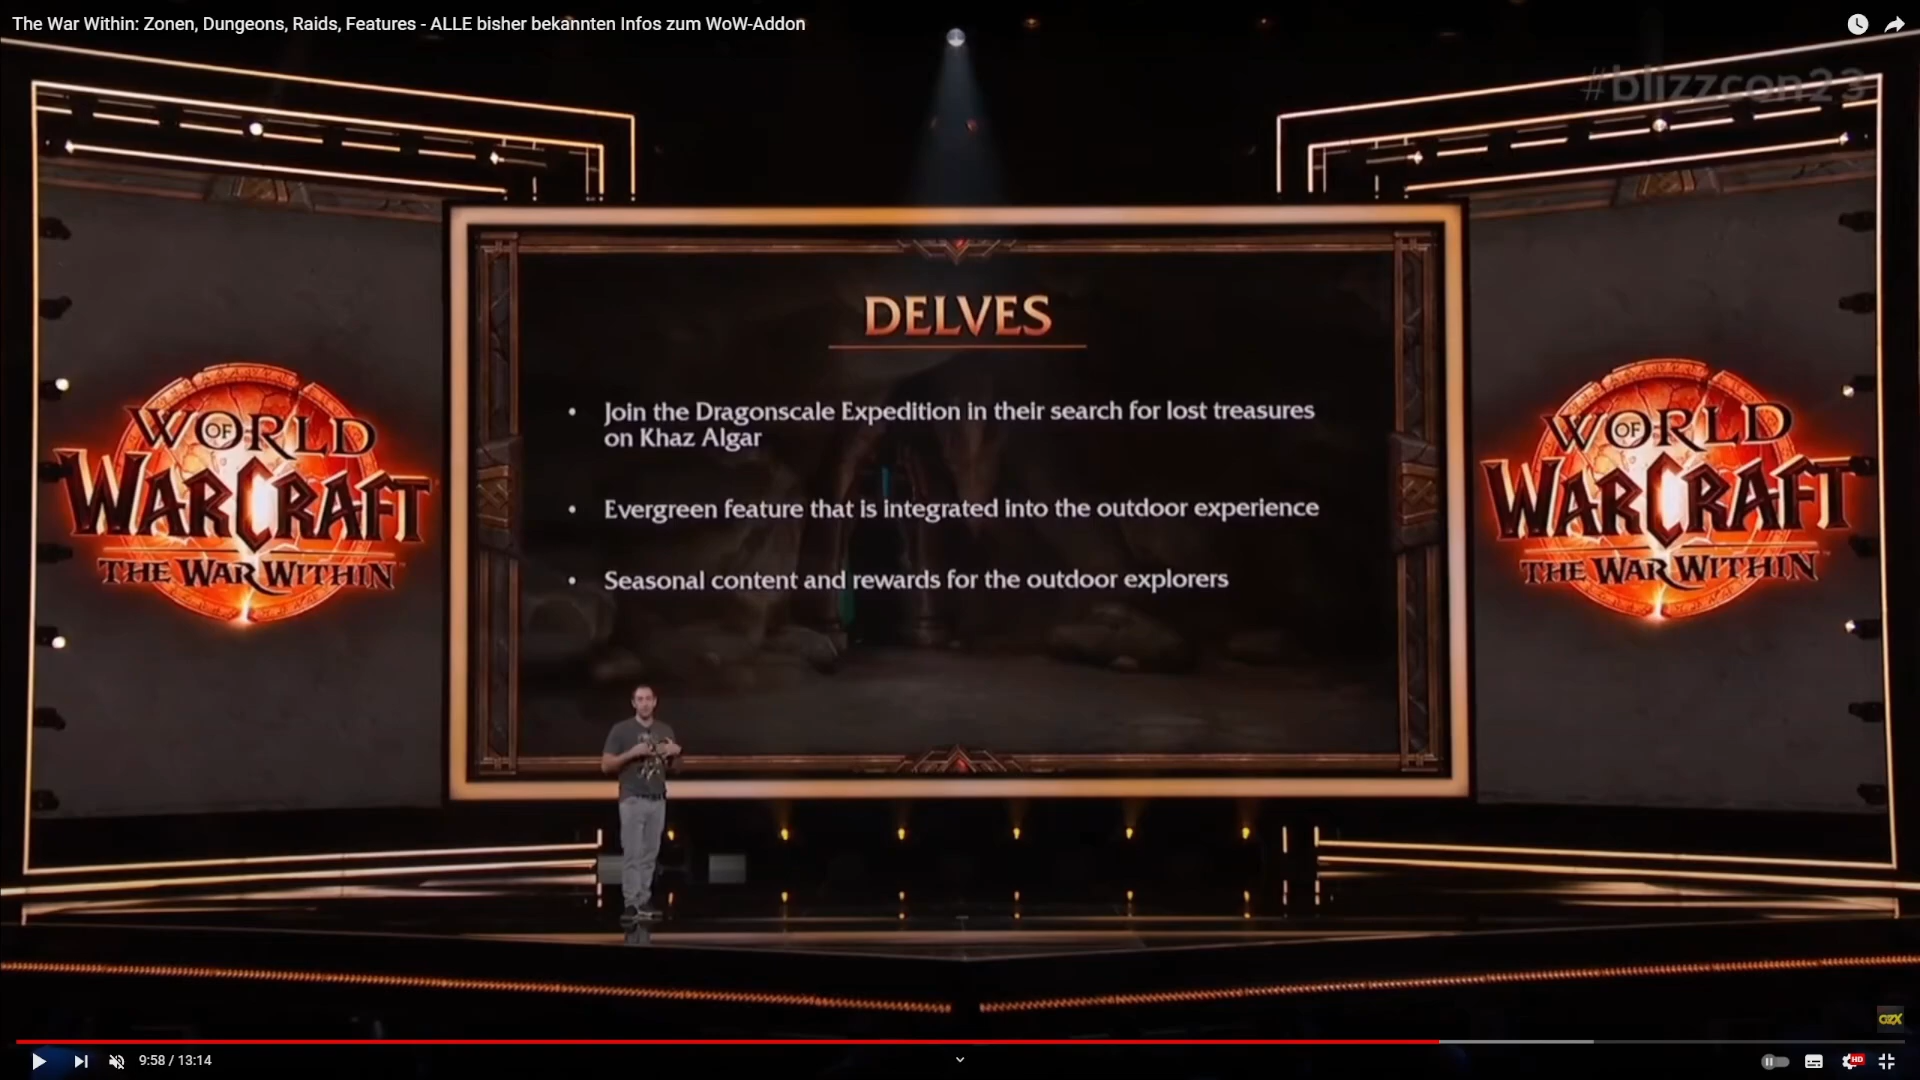 The War Within: Zonen, Dungeons, Raids, Features - ALLE bisher bekannten Infos zum WoW-Addon
#blizzcon23
DELVES
• Join the Dragonscale Expedition in their search for lost treasures
on Khaz Algar
• Evergreen feature that is integrated into the outdoor experience
• Seasonal content and rewards for the outdoor explorers
WORLD
OF
WARCRAFT
THE WAR WITHIN
WORLD
OF
WARCRAFT
THE WAR WITHIN
9:58 / 13:14
HD